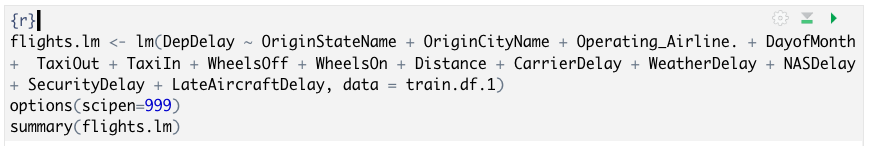 {r}
flights.lm <- lm(DepDelay ~ OriginStateName + OriginCityName + Operating_Airline. + DayofMonth
+  TaxiOut + TaxiIn + WheelsOff + WheelsOn + Distance + CarrierDelay + WeatherDelay + NASDelay
+ SecurityDelay + LateAircraftDelay, data = train.df.1)
options(scipen=999)
summary(flights.lm)